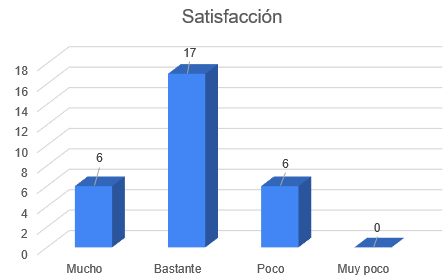 Satisfacción
18
16
14
12
10
8
6
4
2
0
6
17
6
0
Mucho
Bastante
Poco
Muy poco